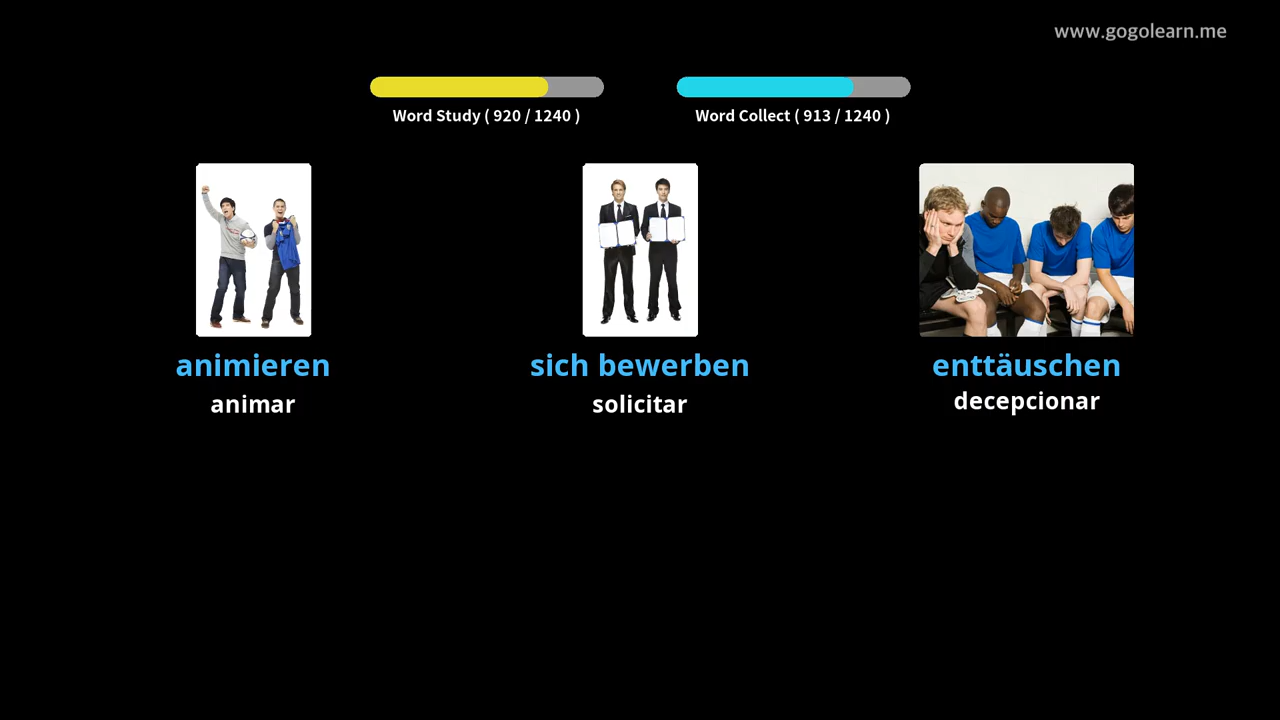 www.gogolearn.me
Word Study ( 920 / 1240 )
Word Collect ( 913 / 1240 )
animieren
animar
sich bewerben
solicitar
enttäuschen
decepcionar